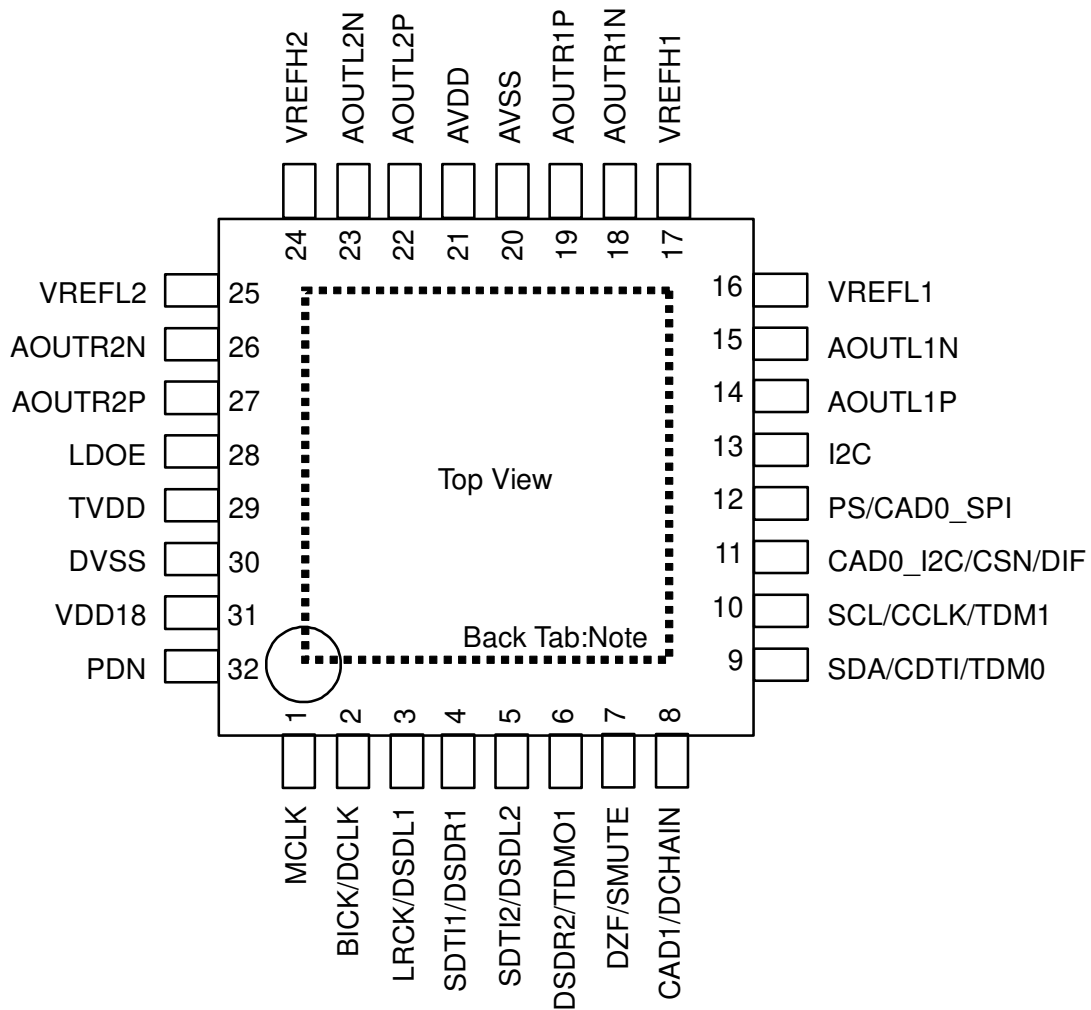 VREFH2
AOUTL2N
AOUTL2P
AVDD
AVSS
AOUTR1P
AOUTR1N
VREFH1
24
23
22
21
20
19
18
17
VREFL2 25
AOUTR2N 26
AOUTR2P 27
LDOE 28
TVDD 29
DVSS 30
VDD18 31
PDN 32
16 VREFL1
15 AOUTL1N
14 AOUTL1P
13 I2C
12 PS/CAD0_SPI
11 CAD0_I2C/CSN/DIF
10 SCL/CCLK/TDM1
9 SDA/CDTI/TDM0
Top View
Back Tab:Note
1
2
3
4
5
6
7
8
MCLK
BICK/DCLK
LRCK/DSDL1
SDTI1/DSDR1
SDTI2/DSDL2
DSDR2/TDMO1
DZF/SMUTE
CAD1/DCHAIN